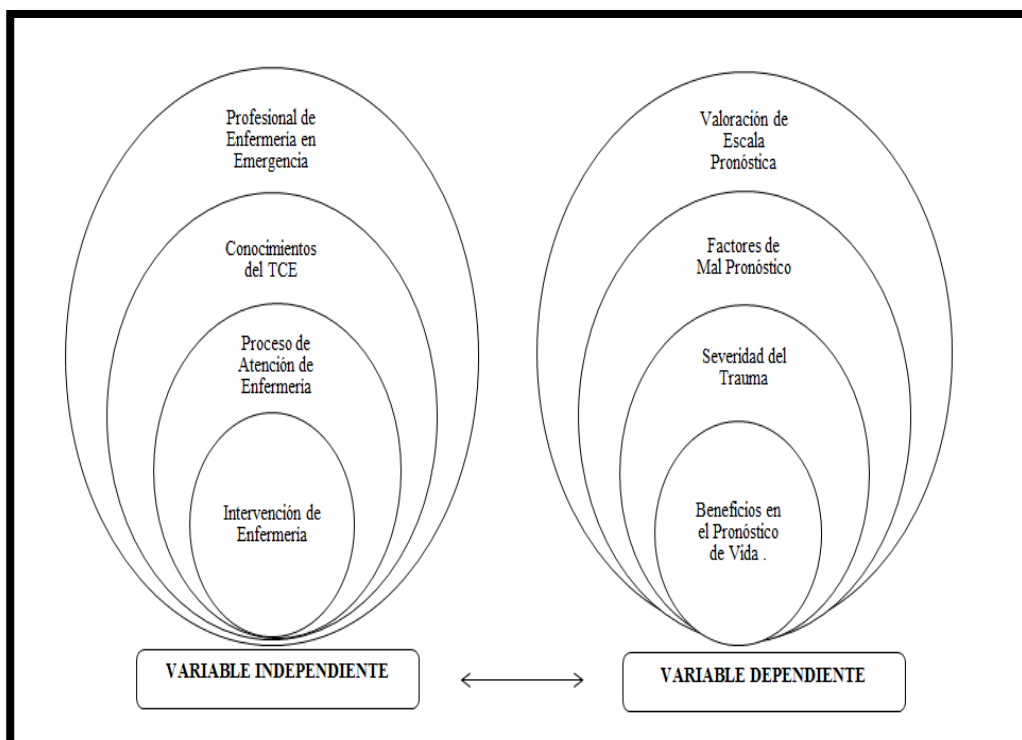 Profesional de
Enfermería en
Emergencia
Conocimientos
del TCE
Proceso de
Atención de
Enfermería
Intervención de
Enfermería
VARIABLE INDEPENDIENTE
Valoración de
Escala
Pronóstica
Factores de
Mal Pronóstico
Severidad del
Trauma
Beneficios en
el Pronóstico
de Vida .
VARIABLE DEPENDIENTE